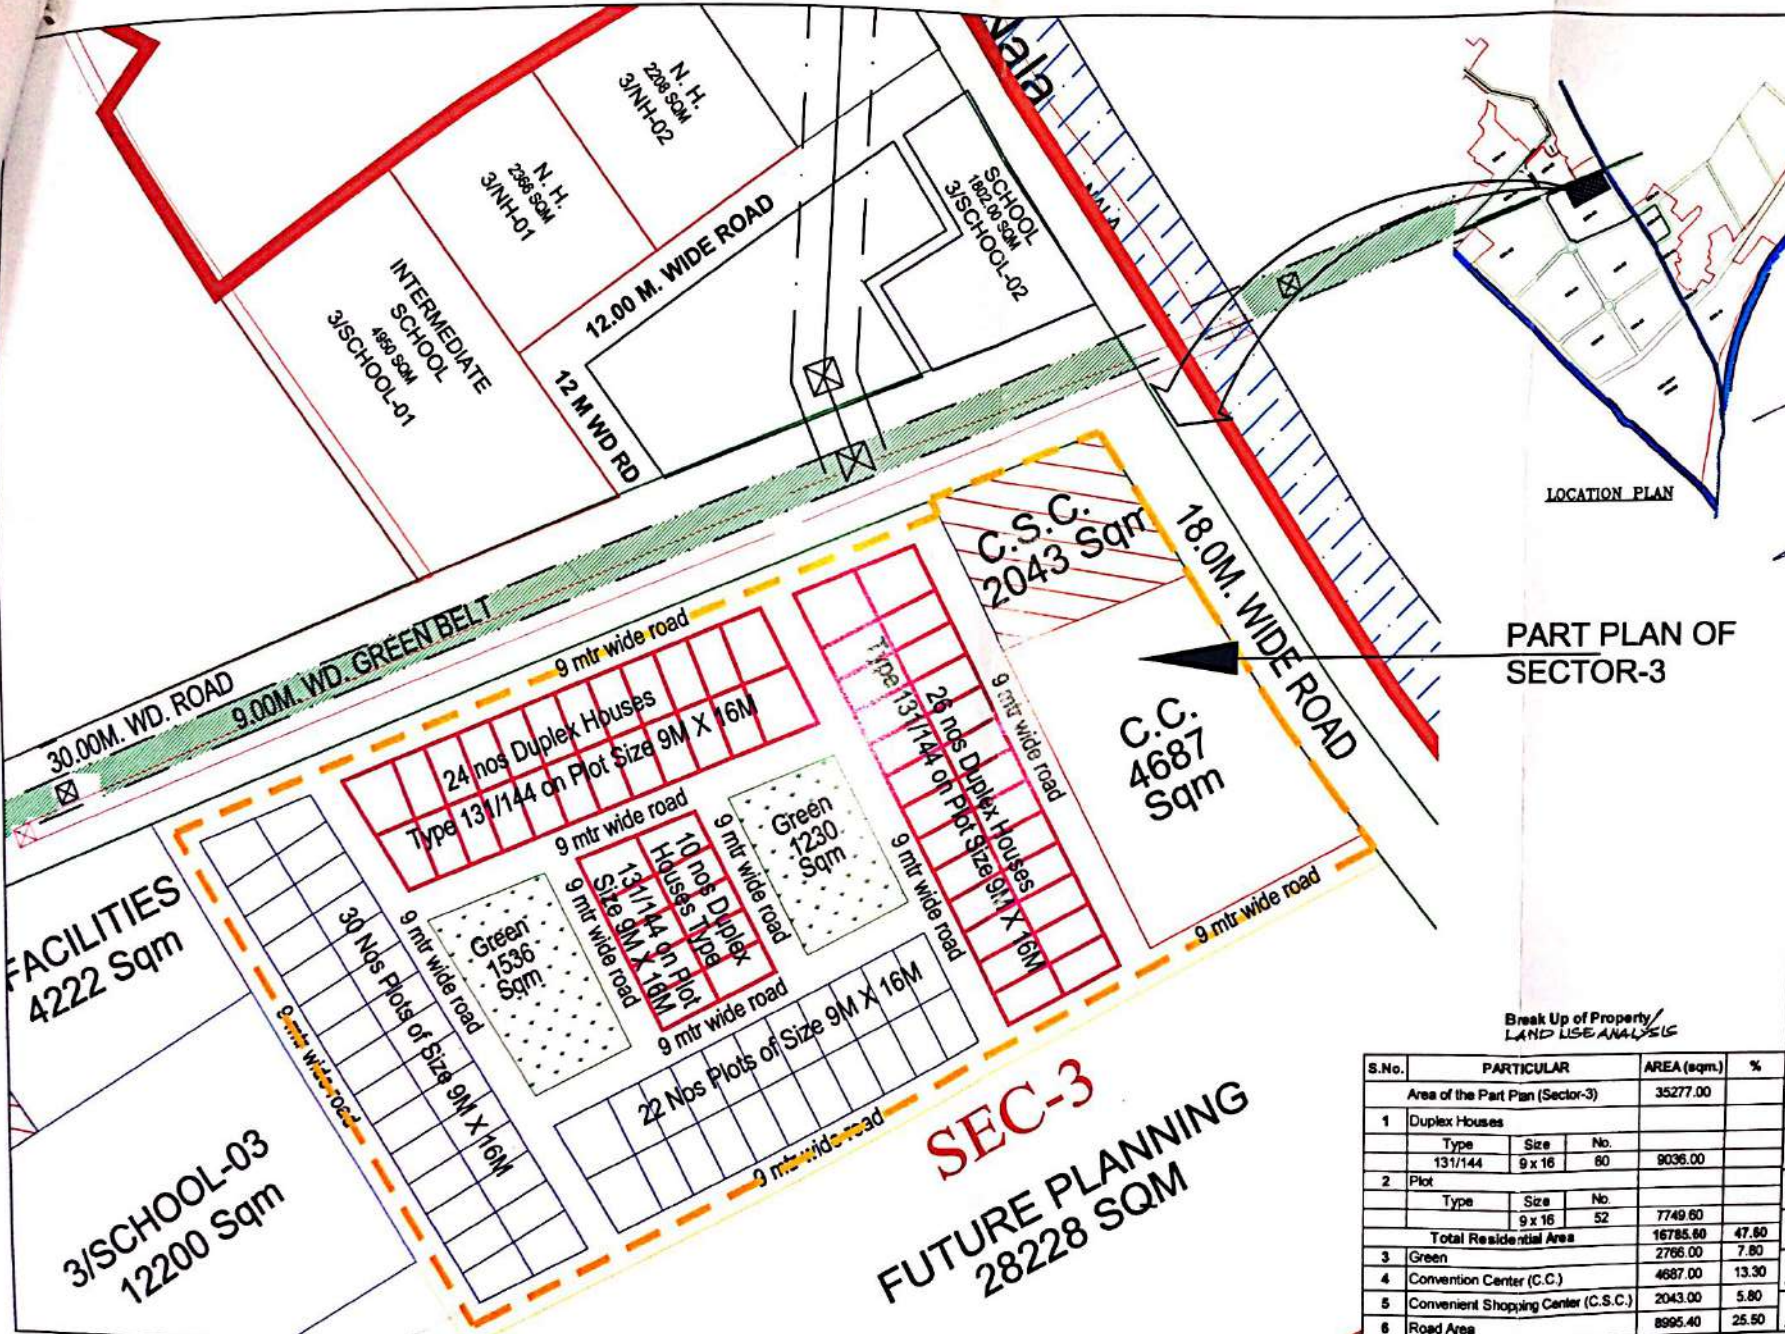 Nala
N. H.
2208 SQM
3/NH-02
N. H.
2366 SQM
3/NH-01
INTERMEDIATE
SCHOOL
4950 SQM
3/SCHOOL-01
12.00 M. WIDE ROAD
12 M WD RD
SCHOOL
1802.00 SQM
3/SCHOOL-02
NALA
LOCATION PLAN
30.00M. WD. ROAD
9.00M. WD. GREEN BELT
C.S.C.
2043 Sqm
18.0M. WIDE ROAD
PART PLAN OF
SECTOR-3
C.C.
4687
Sqm
9 mtr wide road
24 nos Duplex Houses
Type 131/144 on Plot Size 9M X 16M
26 nos Duplex Houses
Type 131/144 on Plot Size 9M X 16M
9 mtr wide road
9 mtr wide road
9 mtr wide road
10 nos Duplex
Houses Type
131/144 on Plot
Size 9M X 16M
9 mtr wide road
9 mtr wide road
9 mtr wide road
Green
1230
Sqm
9 mtr wide road
9 mtr wide road
Green
1536
Sqm
9 mtr wide road
30 Nos Plots of Size 9M X 16M
9 mtr wide road
22 Nos Plots of Size 9M X 16M
9 mtr wide road
FACILITIES
4222 Sqm
3/SCHOOL-03
12200 Sqm
SEC-3
FUTURE PLANNING
28228 SQM
Break Up of Property/
LAND USE ANALYSIS
S.No. PARTICULAR AREA (sqm.) %
Area of the Part Plan (Sector-3) 35277.00
1 Duplex Houses
Type Size No.
131/144 9 x 16 60 9036.00
2 Plot
Type Size No.
9 x 16 52 7749.60
Total Residential Area 16785.60 47.60
3 Green 2766.00 7.80
4 Convention Center (C.C.) 4687.00 13.30
5 Convenient Shopping Center (C.S.C.) 2043.00 5.80
6 Road Area 8995.40 25.50